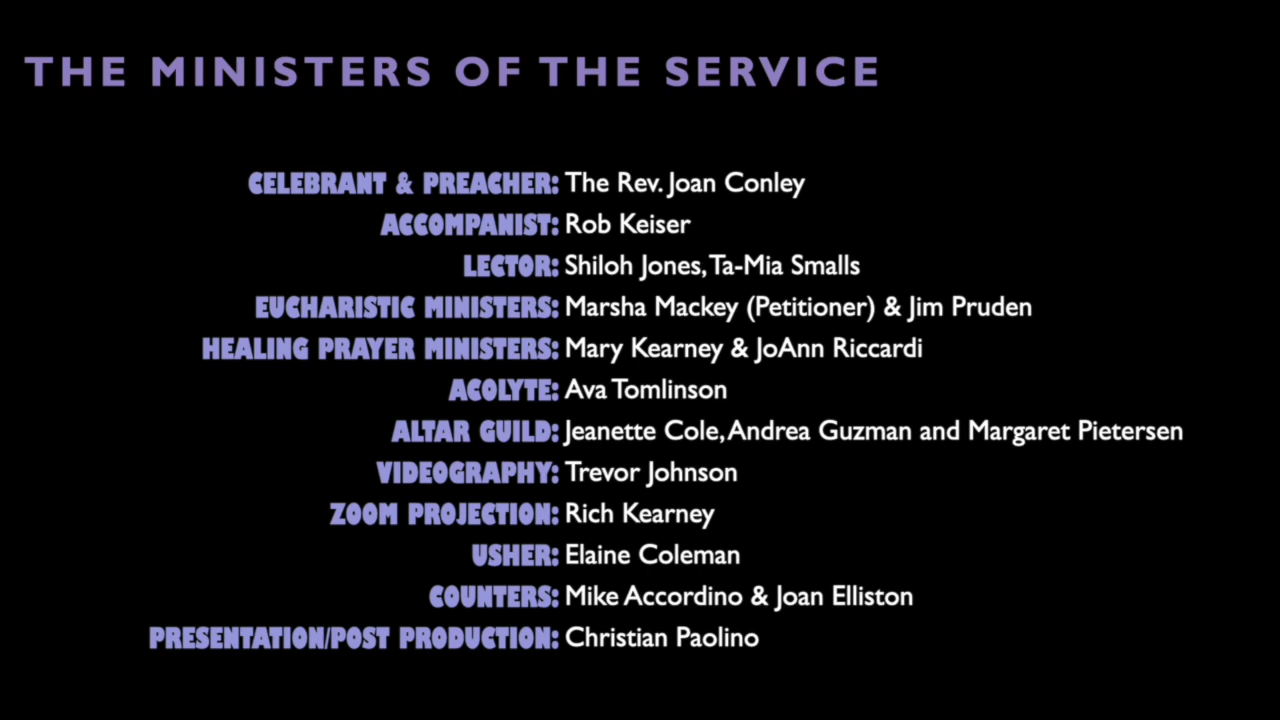 THE MINISTERS OF THE SERVICE
CELEBRANT & PREACHER: The Rev. Joan Conley
ACCOMPANIST: Rob Keiser
LECTOR: Shiloh Jones, Ta-Mia Smalls
EUCHARISTIC MINISTERS: Marsha Mackey (Petitioner) & Jim Pruden
HEALING PRAYER MINISTERS: Mary Kearney & JoAnn Riccardi
ACOLYTE: Ava Tomlinson
ALTAR GUILD: Jeanette Cole, Andrea Guzman and Margaret Pietersen
VIDEOGRAPHY: Trevor Johnson
ZOOM PROJECTION: Rich Kearney
USHER: Elaine Coleman
COUNTERS: Mike Accordino & Joan Elliston
PRESENTATION/POST PRODUCTION: Christian Paolino